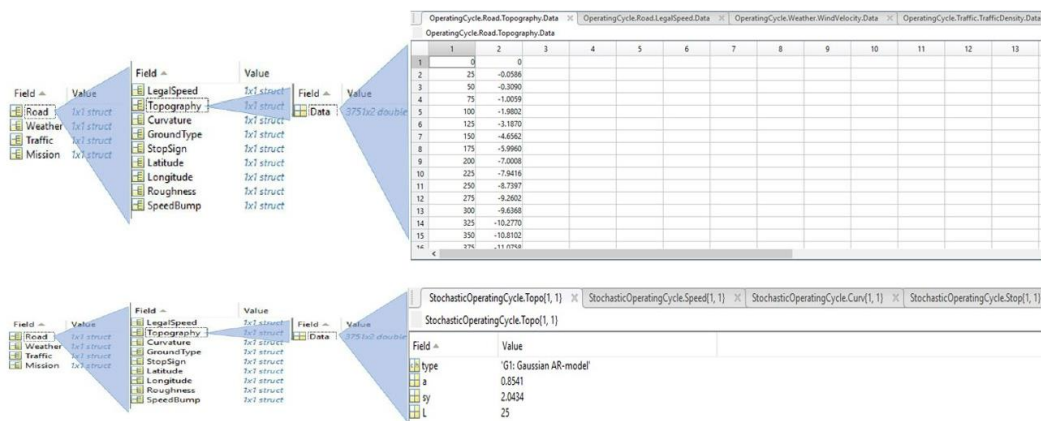 OperatingCycle.Road.Topography.Data × OperatingCycle.Road.LegalSpeed.Data × OperatingCycle.Weather.WindVelocity.Data × OperatingCycle.Traffic.TrafficDensity.Data
OperatingCycle.Road.Topography.Data
1 2 3 4 5 6 7 8 9 10 11 12 13
1 0 0
2 25 -0.0586
3 50 -0.3090
4 75 -1.0059
5 100 -1.9802
6 125 -3.1870
7 150 -4.6562
8 175 -5.9960
9 200 -7.0008
10 225 -7.9416
11 250 -8.7397
12 275 -9.2602
13 300 -9.6368
14 325 -10.2770
15 350 -10.8102
16 375 -11.0758
Field Value
Road 1x1 struct
Weather 1x1 struct
Traffic 1x1 struct
Mission 1x1 struct
Field Value
LegalSpeed 1x1 struct
Topography 1x1 struct
Curvature 1x1 struct
GroundType 1x1 struct
StopSign 1x1 struct
Latitude 1x1 struct
Longitude 1x1 struct
Roughness 1x1 struct
SpeedBump 1x1 struct
Field Value
Data 3751x2 double
Field Value
Road 1x1 struct
Weather 1x1 struct
Traffic 1x1 struct
Mission 1x1 struct
Field Value
LegalSpeed 1x1 struct
Topography 1x1 struct
Curvature 1x1 struct
GroundType 1x1 struct
StopSign 1x1 struct
Latitude 1x1 struct
Longitude 1x1 struct
Roughness 1x1 struct
SpeedBump 1x1 struct
Field Value
Data 3751x2 double
StochasticOperatingCycle.Topo{1, 1} × StochasticOperatingCycle.Speed{1, 1} × StochasticOperatingCycle.Curv{1, 1} × StochasticOperatingCycle.Stop{1, 1}
StochasticOperatingCycle.Topo{1, 1}
Field Value
type 'G1: Gaussian AR-model'
a 0.8541
sy 2.0434
L 25